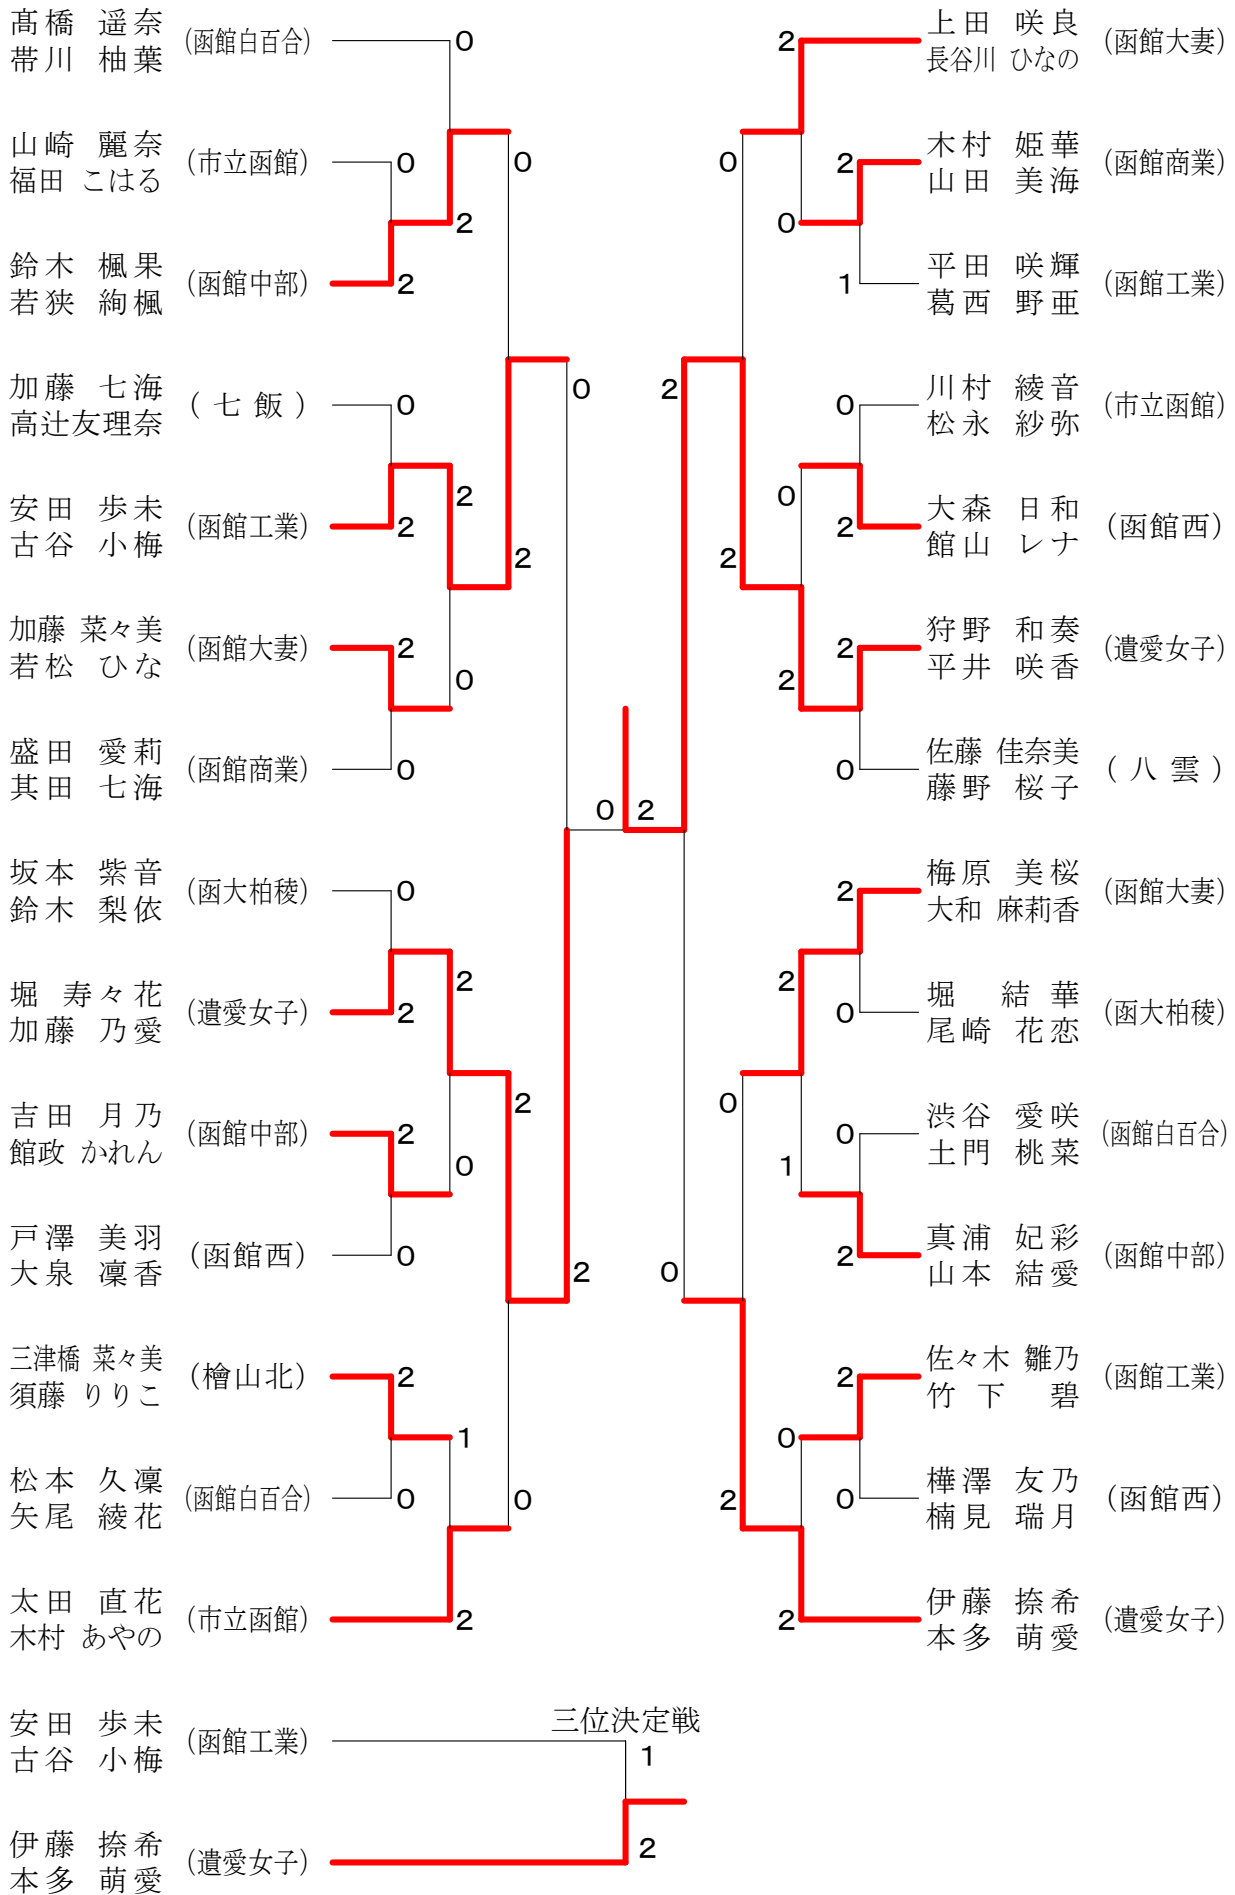 髙橋 遥奈
帯川 柚葉
(函館白百合)
0
山崎 麗奈
福田 こはる
(市立函館)
0
0
2
鈴木 楓果
若狭 絢楓
(函館中部)
2
加藤 七海
高辻友理奈
(七飯)
0
0
安田 歩未
古谷 小梅
(函館工業)
2
2
2
加藤 菜々美
若松 ひな
(函館大妻)
2
0
盛田 愛莉
其田 七海
(函館商業)
0
坂本 紫音
鈴木 梨依
(函大柏稜)
0
堀 寿々花
加藤 乃愛
(遺愛女子)
2
2
2
吉田 月乃
館政 かれん
(函館中部)
2
0
戸澤 美羽
大泉 凜香
(函館西)
0
2
三津橋 菜々美
須藤 りりこ
(檜山北)
2
1
松本 久凜
矢尾 綾花
(函館白百合)
0
0
太田 直花
木村 あやの
(市立函館)
2
0 2
2
上田 咲良
長谷川 ひなの
(函館大妻)
0
2
木村 姫華
山田 美海
(函館商業)
0
1
平田 咲輝
葛西 野亜
(函館工業)
2
0
川村 綾音
松永 紗弥
(市立函館)
0
2
大森 日和
館山 レナ
(函館西)
2
2
狩野 和奏
平井 咲香
(遺愛女子)
2
0
佐藤 佳奈美
藤野 桜子
(八雲)
2
梅原 美桜
大和 麻莉香
(函館大妻)
2
0
堀 結華
尾崎 花恋
(函大柏稜)
0
0
渋谷 愛咲
土門 桃菜
(函館白百合)
1
2
真浦 妃彩
山本 結愛
(函館中部)
0
2
佐々木 雛乃
竹下 碧
(函館工業)
0
2
0
樺澤 友乃
楠見 瑞月
(函館西)
2
伊藤 捺希
本多 萌愛
(遺愛女子)
三位決定戦
安田 歩未
古谷 小梅
(函館工業)
1
伊藤 捺希
本多 萌愛
(遺愛女子)
2